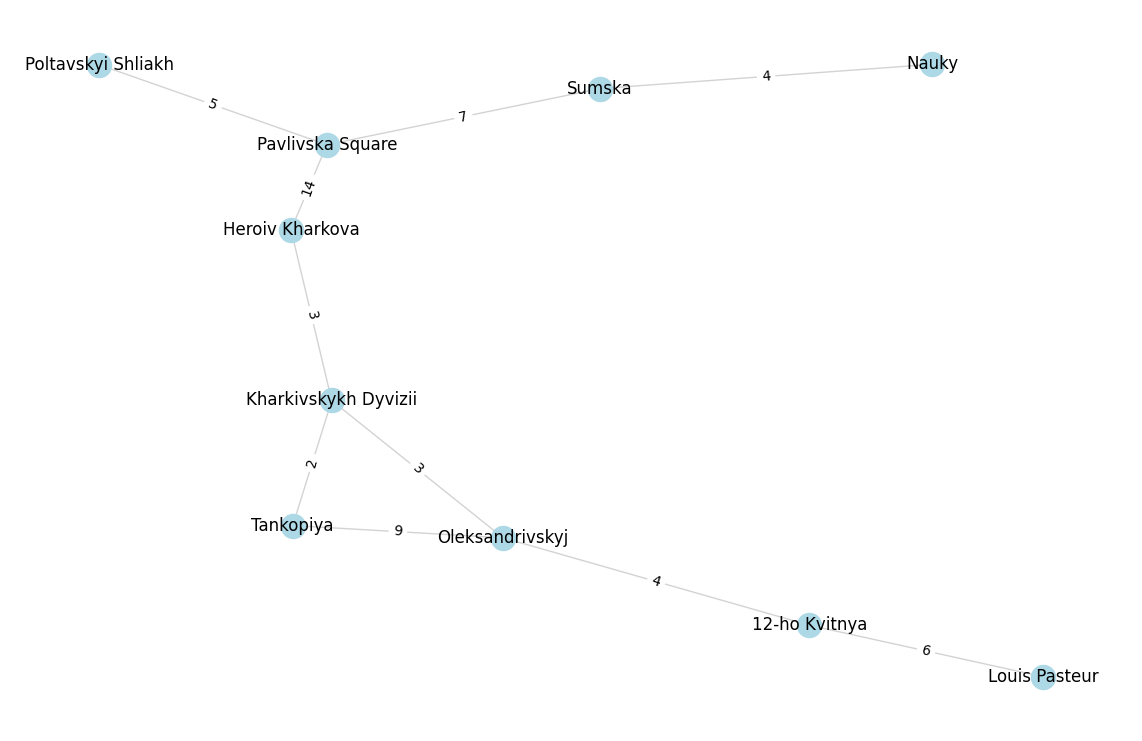 Poltavskyi Shliakh
Nauky
4
Sumska
5
7
Pavlivska Square
14
Heroiv Kharkova
3
Kharkivskykh Dyvizii
2
3
Tankopiya
9
Oleksandrivskyj
4
12-ho Kvitnya
6
Louis Pasteur